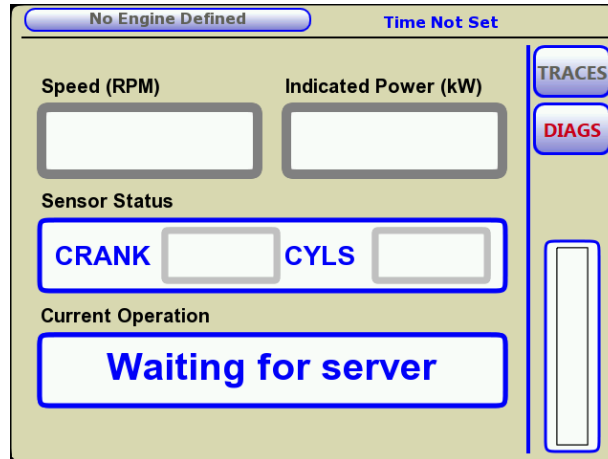 No Engine Defined
Time Not Set
TRACES
Speed (RPM)
Indicated Power (kW)
DIAGS
Sensor Status
CRANK
CYLS
Current Operation
Waiting for server